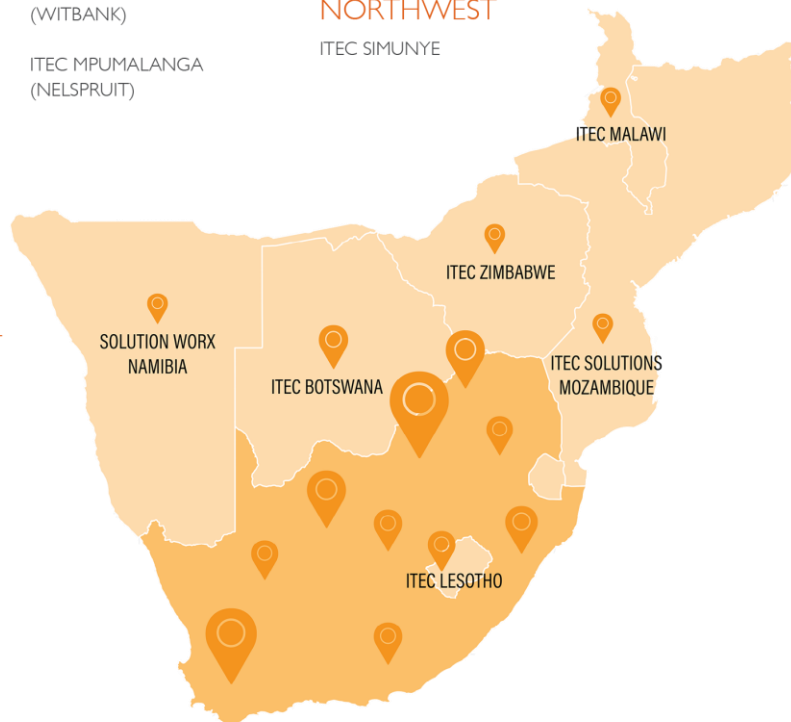 (WITBANK)
ITEC MPUMALANGA
(NELSPRUIT)
NORTHWEST
ITEC SIMUNYE
ITEC MALAWI
ITEC ZIMBABWE
SOLUTION WORX
NAMIBIA
ITEC BOTSWANA
ITEC SOLUTIONS
MOZAMBIQUE
ITEC LESOTHO